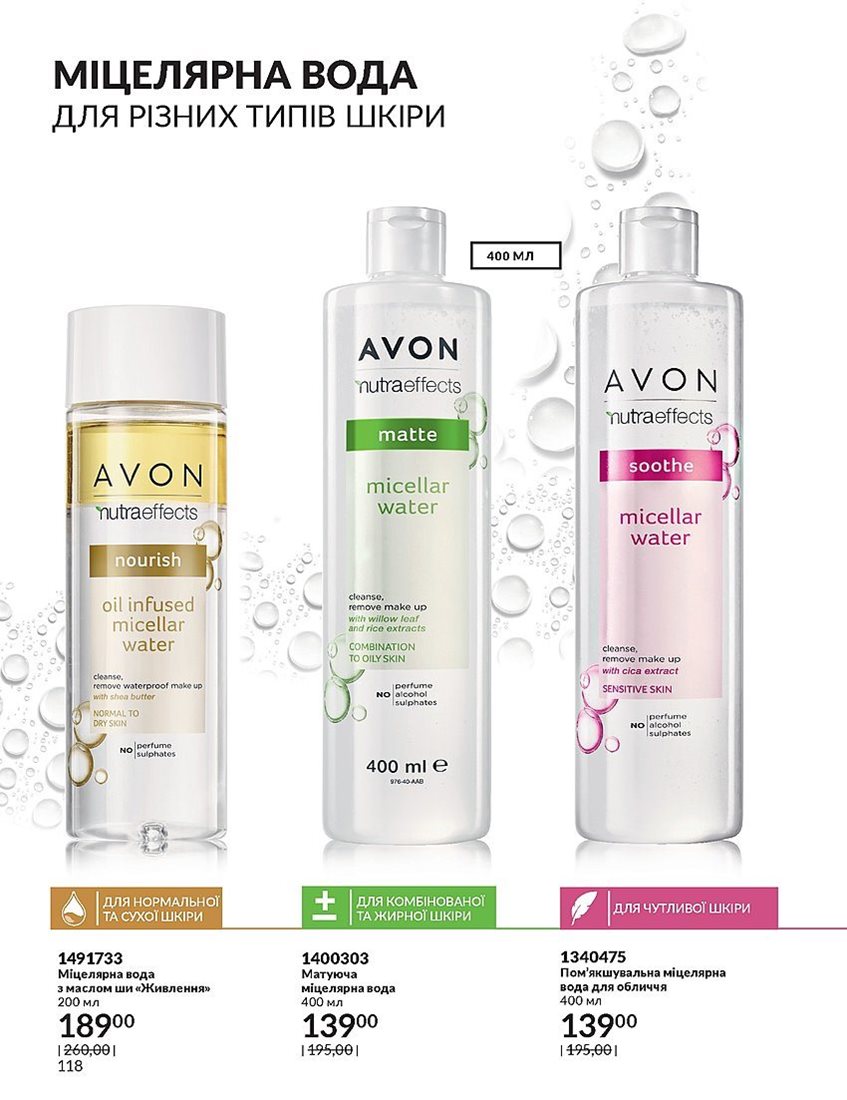 МІЦЕЛЯРНА ВОДА
ДЛЯ РІЗНИХ ТИПІВ ШКІРИ
400 МЛ
AVON
nutraeffects
nourish
oil infused
micellar
water
cleanse,
remove waterproof make up
with shea butter
NORMAL TO
DRY SKIN
NO perfume
sulphates
AVON
nutraeffects
matte
micellar
water
cleanse,
remove make up
with willow leaf
and rice extracts
COMBINATION
TO OILY SKIN
NO perfume
alcohol
sulphates
400 ml e
976-40-AAB
AVON
nutraeffects
soothe
micellar
water
cleanse,
remove make up
with cica extract
SENSITIVE SKIN
NO perfume
alcohol
sulphates
ДЛЯ НОРМАЛЬНОЇ
ТА СУХОЇ ШКІРИ
1491733
Міцелярна вода
з маслом ши «Живлення»
200 мл
189⁰⁰
| 260,00 |
ДЛЯ КОМБІНОВАНОЇ
ТА ЖИРНОЇ ШКІРИ
1400303
Матуюча
міцелярна вода
400 мл
139⁰⁰
| 195,00 |
ДЛЯ ЧУТЛИВОЇ ШКІРИ
1340475
Пом'якшувальна міцелярна
вода для обличчя
400 мл
139⁰⁰
| 195,00 |
118